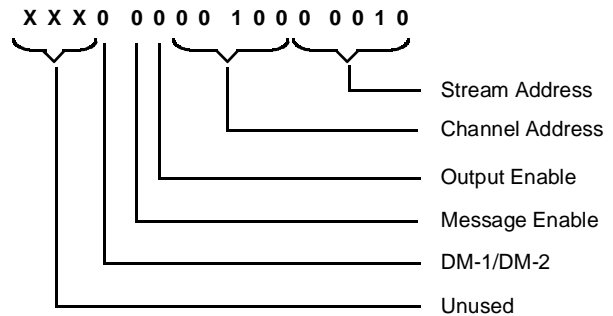 X X X 0 0 0 0 0 1 0 0 0 0 0 1 0
Stream Address
Channel Address
Output Enable
Message Enable
DM-1/DM-2
Unused